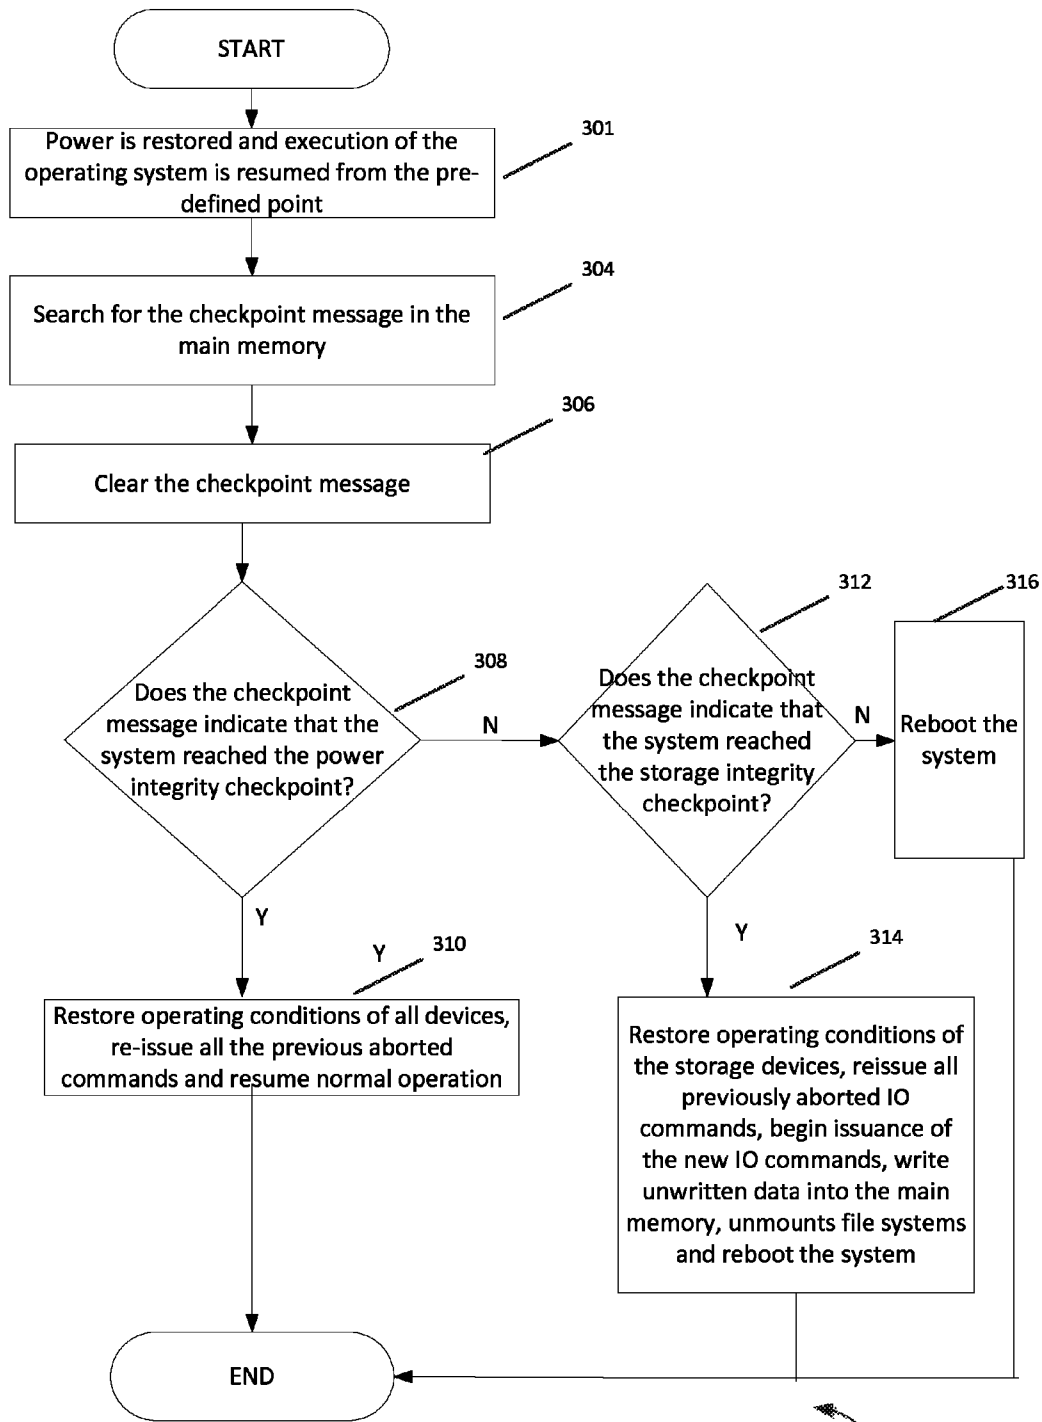 START
301
Power is restored and execution of the
operating system is resumed from the pre-
defined point
304
Search for the checkpoint message in the
main memory
306
Clear the checkpoint message
308
Does the checkpoint
message indicate that the
system reached the power
integrity checkpoint?
N
312
Does the checkpoint
message indicate that
the system reached
the storage integrity
checkpoint?
N
316
Reboot the
system
Y
Y
310
Restore operating conditions of all devices,
re-issue all the previous aborted
commands and resume normal operation
Y
314
Restore operating conditions of
the storage devices, reissue all
previously aborted IO
commands, begin issuance of
the new IO commands, write
unwritten data into the main
memory, unmounts file systems
and reboot the system
END